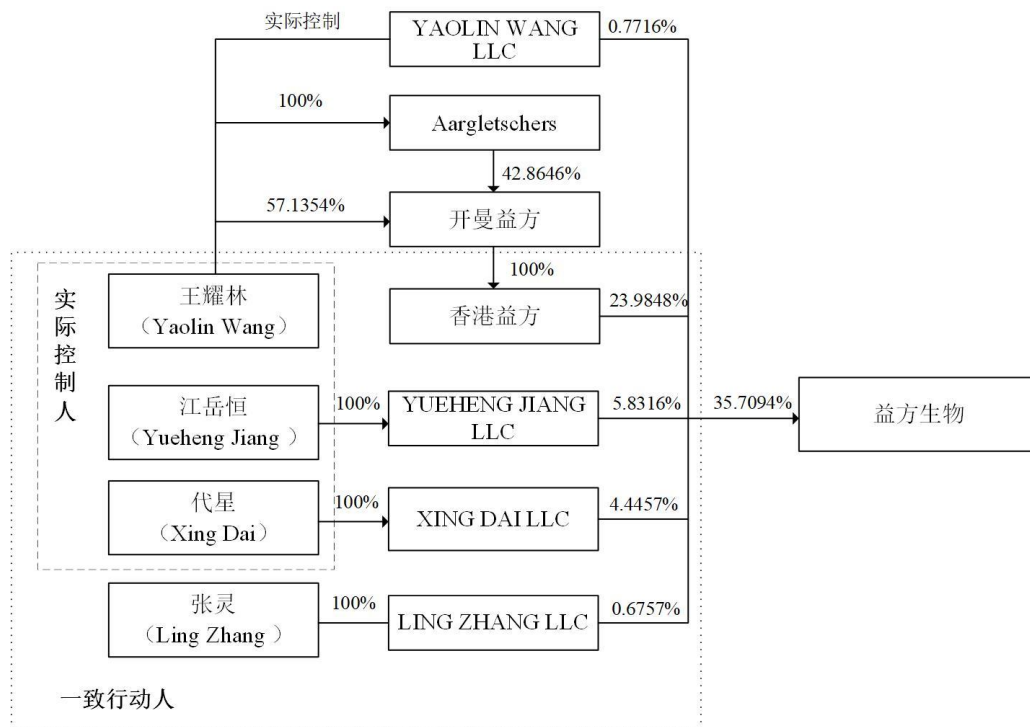 实际控制
YAOLIN WANG
LLC
0.7716%
100%
Aargletschers
42.8646%
57.1354%
开曼益方
100%
实际控制人
王耀林
（Yaolin Wang）
香港益方
23.9848%
江岳恒
（Yueheng Jiang ）
100%
YUEHENG JIANG
LLC
5.8316%
35.7094%
益方生物
代星
（Xing Dai）
100%
XING DAI LLC
4.4457%
张灵
（Ling Zhang ）
100%
LING ZHANG LLC
0.6757%
一致行动人